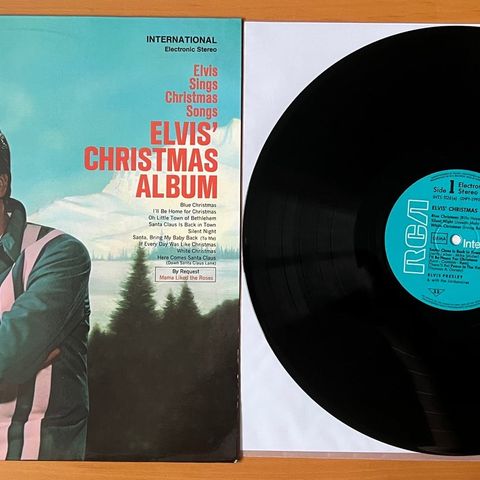 INTERNATIONAL
Electronic Stereo
Elvis
Sings
Christmas
Songs
ELVIS'
CHRISTMAS
ALBUM
Blue Christmas
I'll Be Home for Christmas
Oh Little Town of Bethlehem
Santa Claus Is Back in Town
Silent Night
Santa, Bring My Baby Back (To Me)
If Every Day Was Like Christmas
White Christmas
Here Comes Santa Claus
(Down Santa Claus Lane)
By Request
Mama Liked the Roses
RCA
Side 1
Stereo
ELVIS' CHRISTMAS
ELVIS PRESLEY